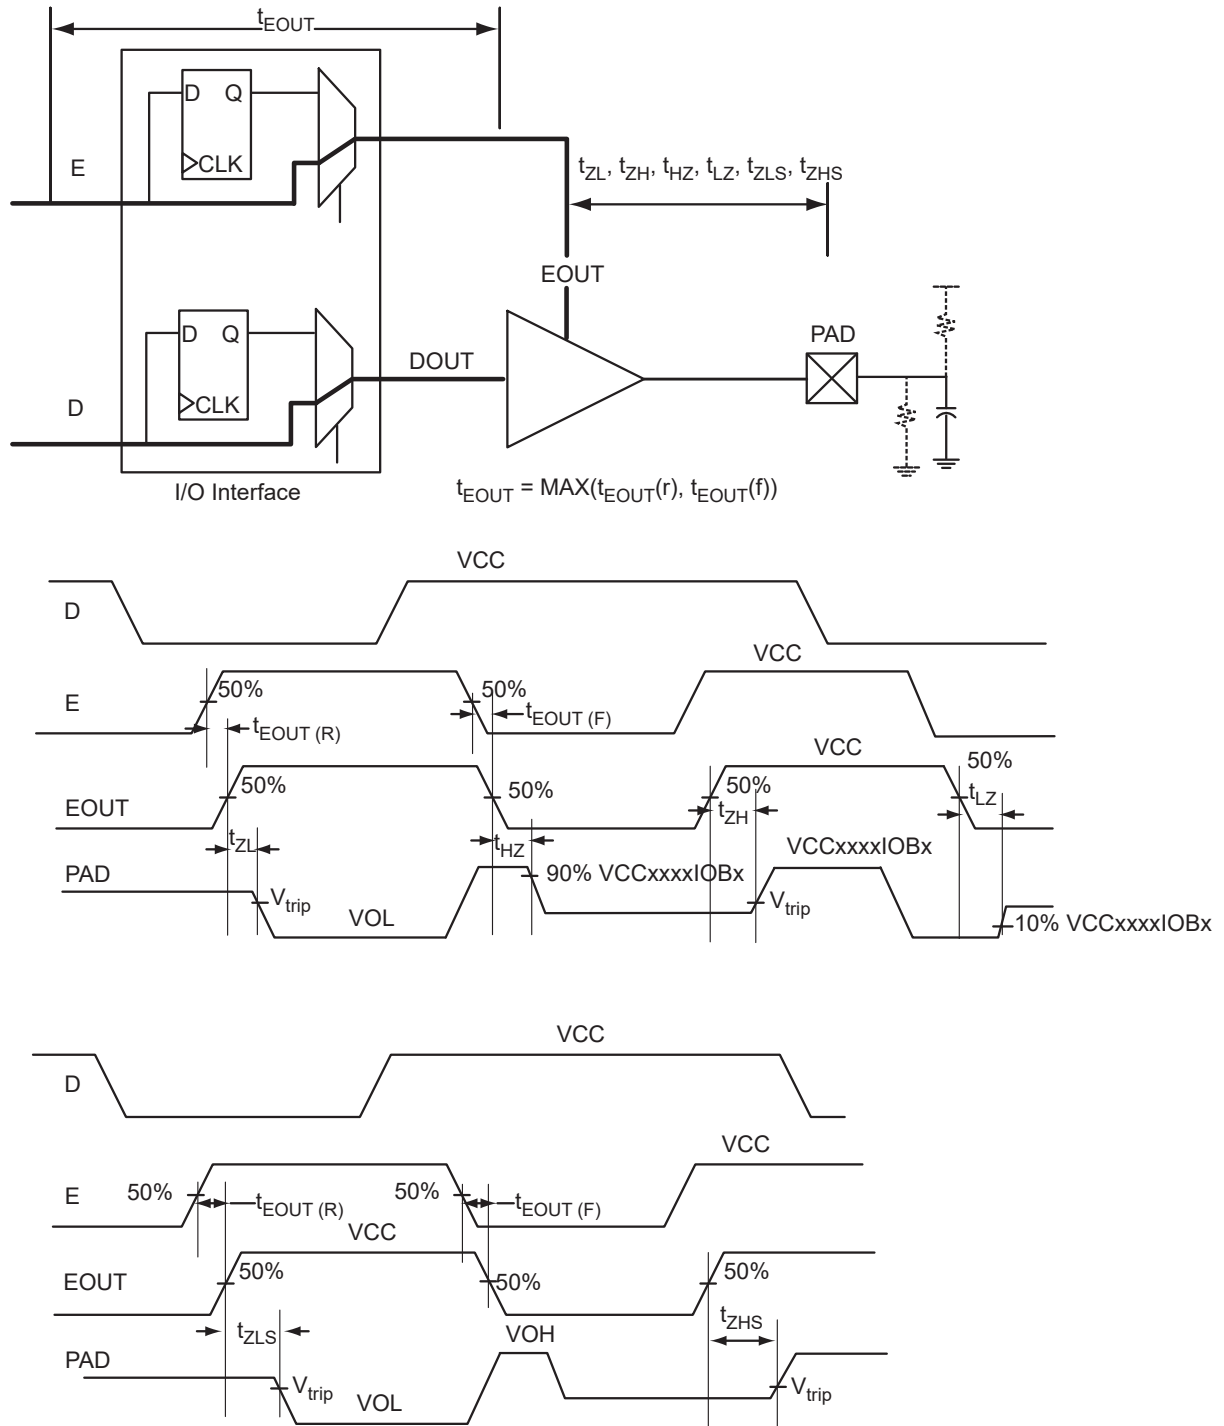 tEOUT
D Q
CLK
E
tZL, tZH, tHZ, tLZ, tZLS, tZHS
EOUT
D Q
CLK
DOUT
PAD
D
I/O Interface
tEOUT = MAX(tEOUT(r), tEOUT(f))
VCC
D
VCC
50%
50%
E
tEOUT (R)
tEOUT (F)
VCC
50%
50%
50%
50%
EOUT
tZL
tHZ
tZH
tLZ
VCCxxxxIOBx
PAD
90% VCCxxxxIOBx
Vtrip
VOL
Vtrip
10% VCCxxxxIOBx
VCC
D
VCC
50%
50%
E
tEOUT (R)
tEOUT (F)
VCC
EOUT
50%
50%
50%
tZLS
VOH
tZHS
PAD
Vtrip
VOL
Vtrip